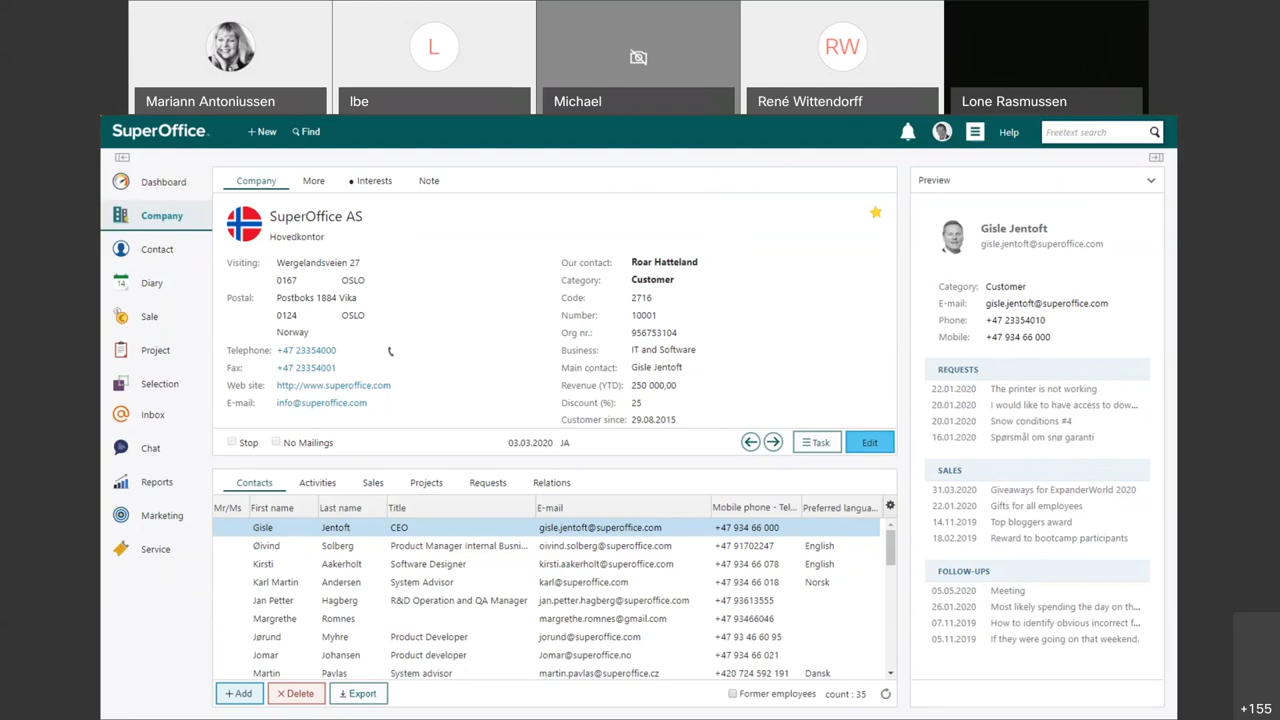 L
RW
Mariann Antoniussen
Ibe
Michael
René Wittendorff
Lone Rasmussen
SuperOffice
+ New
Find
Help
Freetext search
Dashboard
Company
Contact
14
Diary
Sale
Project
Selection
Inbox
Chat
Reports
Marketing
Service
Company More Interests Note
SuperOffice AS
Hovedkontor
Visiting: Wergelandsveien 27
0167 OSLO
Postal: Postboks 1884 Vika
0124 OSLO
Norway
Telephone: +47 23354000
Fax: +47 23354001
Web site: http://www.superoffice.com
E-mail: info@superoffice.com
Our contact: Roar Hatteland
Category: Customer
Code: 2716
Number: 10001
Org nr.: 956753104
Business: IT and Software
Main contact: Gisle Jentoft
Revenue (YTD): 250 000,00
Discount (%): 25
Customer since: 29.08.2015
Stop No Mailings 03.03.2020 JA Task Edit
Contacts Activities Sales Projects Requests Relations
Mr/Ms First name Last name Title E-mail Mobile phone - Tel... Preferred langua...
Gisle Jentoft CEO gisle.jentoft@superoffice.com +47 934 66 000
Øivind Solberg Product Manager Internal Busni... oivind.solberg@superoffice.com +47 91702247 English
Kirsti Aakerholt Software Designer kirsti.aakerholt@superoffice.com +47 934 66 078 English
Karl Martin Andersen System Advisor karl@superoffice.com +47 934 66 018 Norsk
Jan Petter Hagberg R&D Operation and QA Manager jan.petter.hagberg@superoffice.com +47 93613555
Margrethe Romnes margrethe.romnes@gmail.com +47 93466046
Jørund Myhre Product Developer jorund@superoffice.com +47 93 46 60 95
Jomar Johansen Product developer Jomar@superoffice.no +47 934 66 021
Martin Pavlas System advisor martin.pavlas@superoffice.cz +420 724 592 191 Dansk
+ Add Delete Export Former employees count : 35
Preview
Gisle Jentoft
gisle.jentoft@superoffice.com
Category: Customer
E-mail: gisle.jentoft@superoffice.com
Phone: +47 23354010
Mobile: +47 934 66 000
REQUESTS
22.01.2020 The printer is not working
20.01.2020 I would like to have access to dow...
20.01.2020 Snow conditions #4
16.01.2020 Spørsmål om snø garanti
SALES
31.03.2020 Giveaways for ExpanderWorld 2020
22.01.2020 Gifts for all employees
14.11.2019 Top bloggers award
18.02.2019 Reward to bootcamp participants
FOLLOW-UPS
05.05.2020 Meeting
26.01.2020 Most likely spending the day on th...
07.11.2019 How to identify obvious incorrect f...
05.11.2019 If they were going on that weekend.
+155